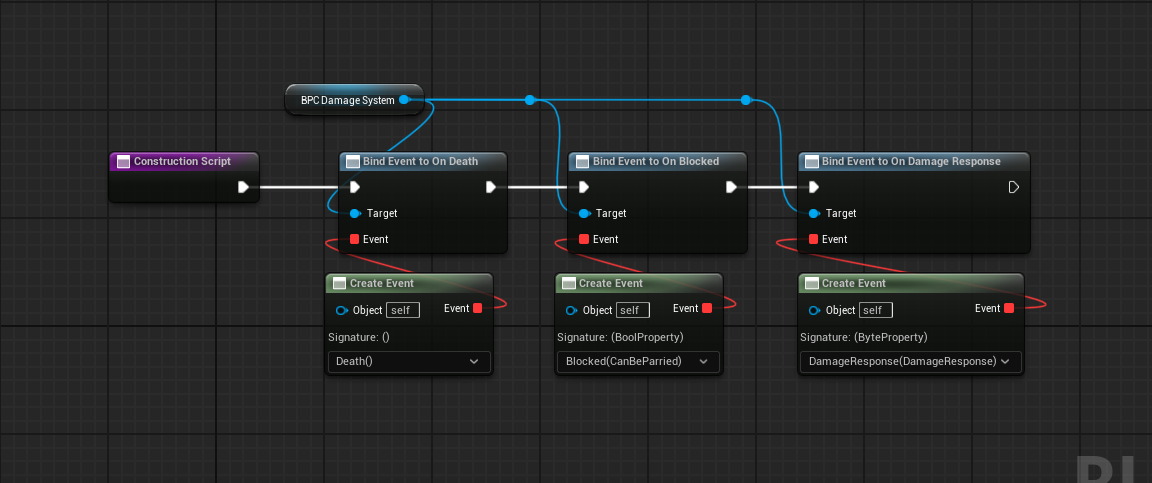 BPC Damage System
Construction Script
Bind Event to On Death
Target
Event
Bind Event to On Blocked
Target
Event
Bind Event to On Damage Response
Target
Event
Create Event
Object self
Event
Signature: ()
Death()
Create Event
Object self
Event
Signature: (BoolProperty)
Blocked(CanBeParried)
Create Event
Object self
Event
Signature: (ByteProperty)
DamageResponse(DamageResponse)